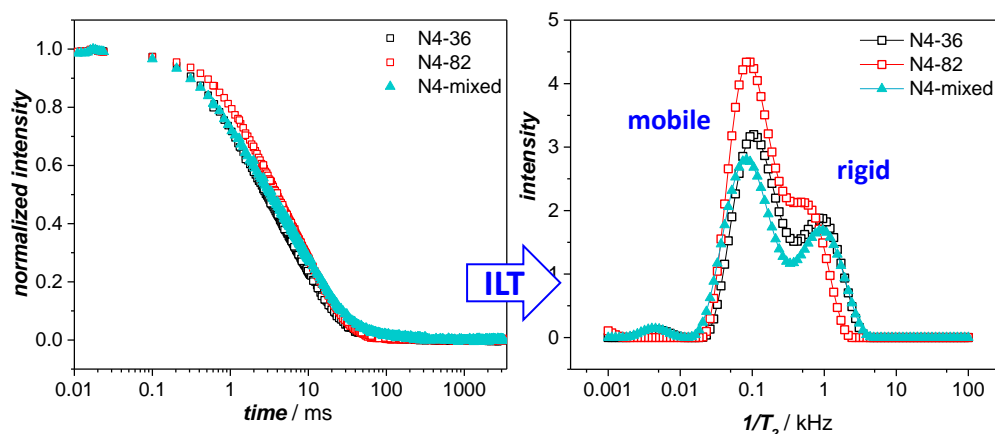 1.0
0.8
0.6
0.4
0.2
0.0
0.01
0.1
1
10
100
1000
time / ms
normalized intensity
N4-36
N4-82
N4-mixed
ILT
5
4
3
2
1
0
0.001
0.01
0.1
1
10
100
1/T2 / kHz
intensity
mobile
rigid
N4-36
N4-82
N4-mixed